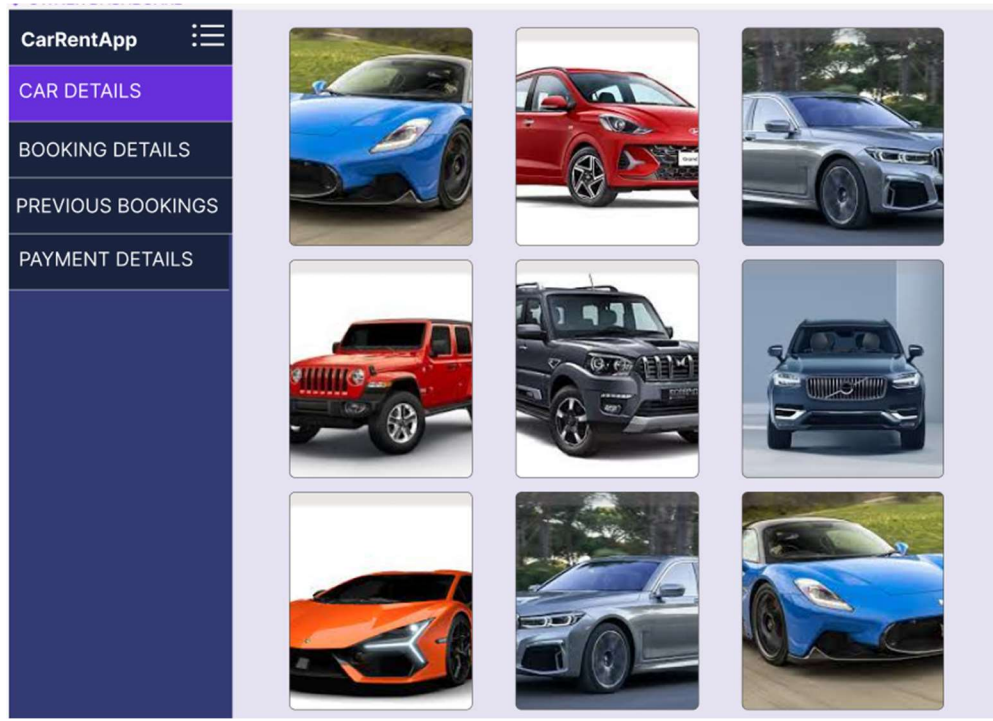 CarRentApp
CAR DETAILS
BOOKING DETAILS
PREVIOUS BOOKINGS
PAYMENT DETAILS